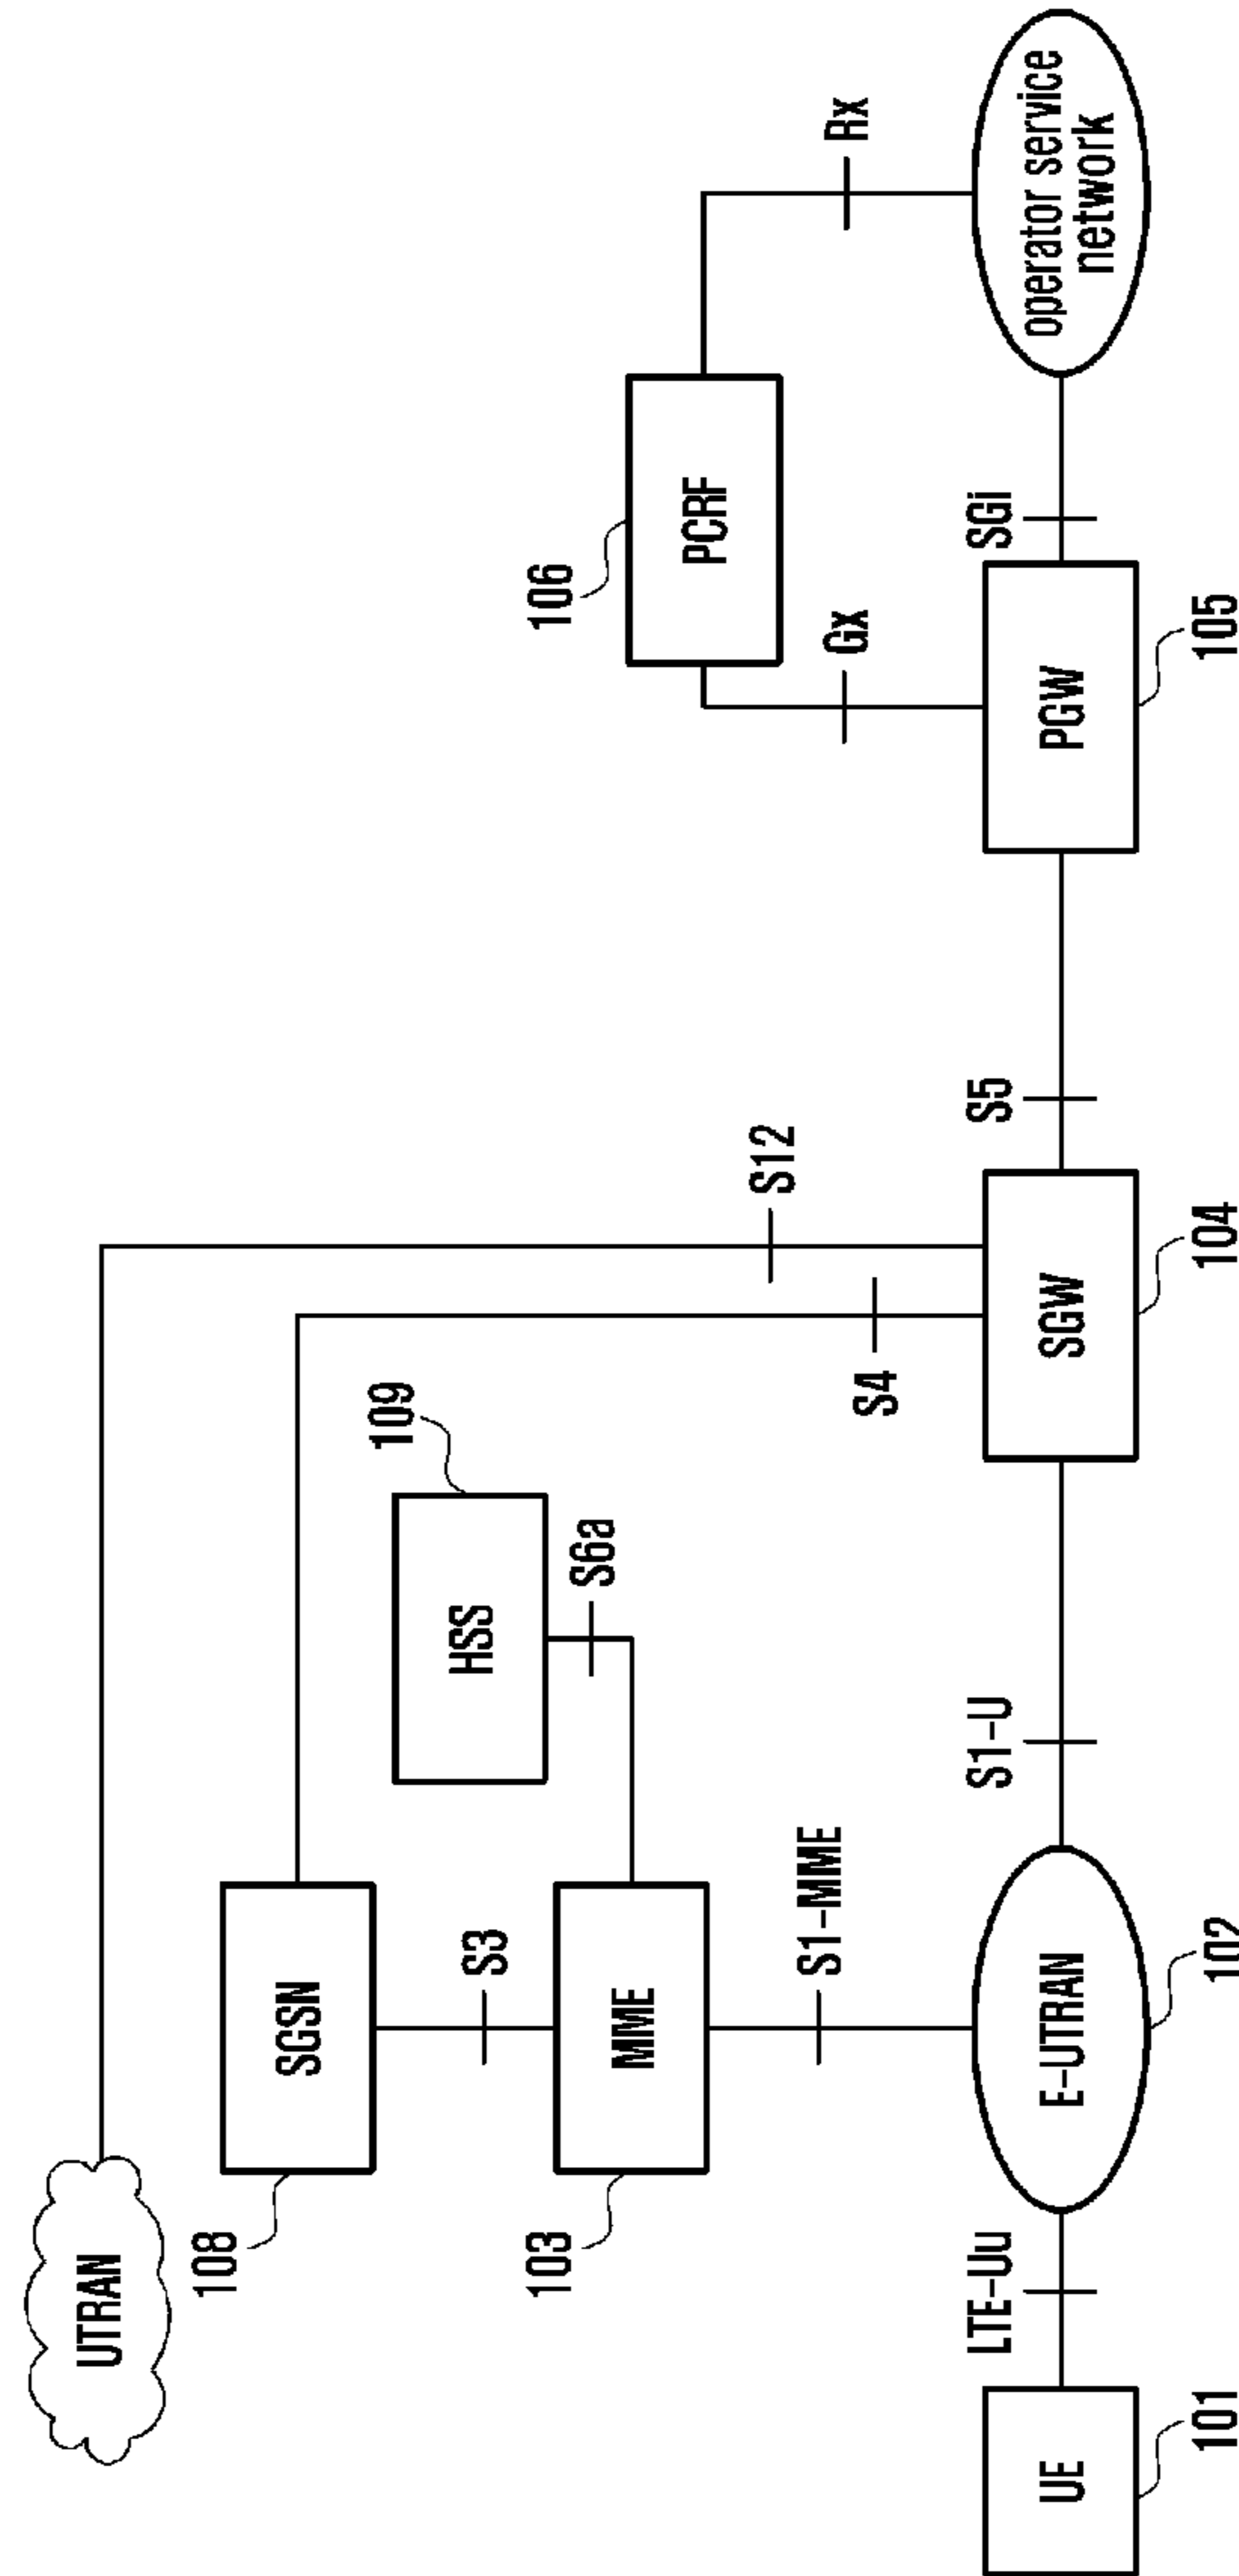 UTRAN
108
SGSN
S3
109
HSS
S6a
103
MME
S1-MME
S4
S12
106
PCRF
Gx
Rx
UE
101
LTE-Uu
E-UTRAN
102
S1-U
SGW
104
S5
PGW
105
SGi
operator service
network